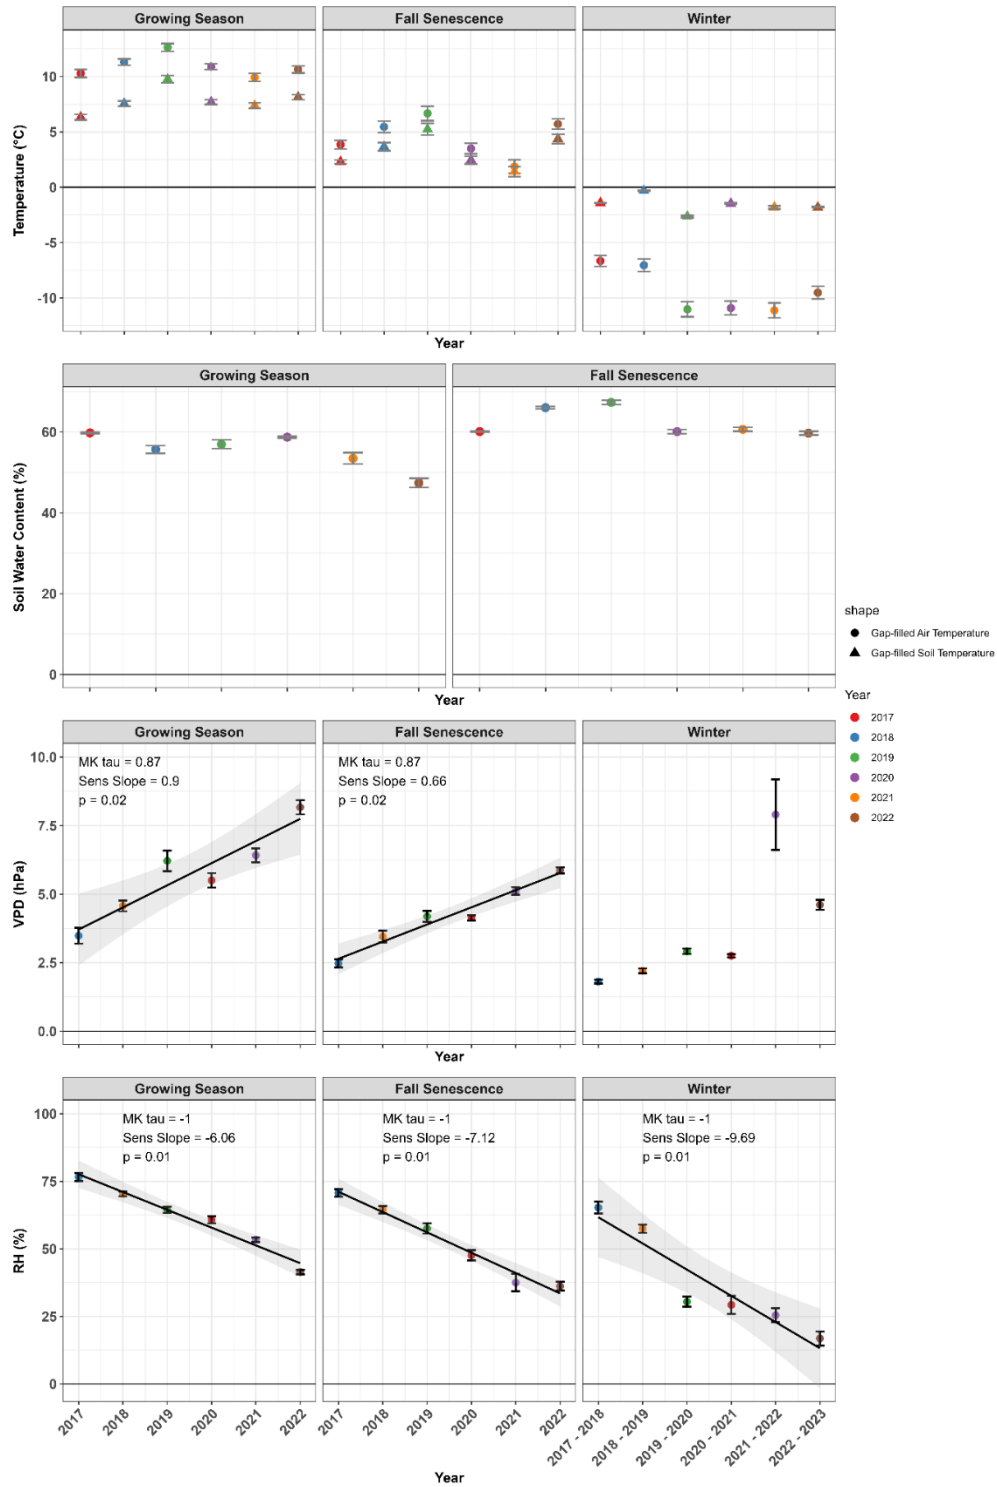 Growing Season Fall Senescence Winter
Temperature (°C)
10
5
0
-5
-10
Year
Growing Season Fall Senescence
Soil Water Content (%)
60
40
20
0
Year
shape
Gap-filled Air Temperature
Gap-filled Soil Temperature
Year
2017
2018
2019
2020
2021
2022
Growing Season Fall Senescence Winter
VPD (hPa)
10.0
7.5
5.0
2.5
0.0
MK tau = 0.87
Sens Slope = 0.9
p = 0.02
MK tau = 0.87
Sens Slope = 0.66
p = 0.02
Year
Growing Season Fall Senescence Winter
RH (%)
100
75
50
25
0
MK tau = -1
Sens Slope = -6.06
p = 0.01
MK tau = -1
Sens Slope = -7.12
p = 0.01
MK tau = -1
Sens Slope = -9.69
p = 0.01
2017 2018 2019 2020 2021 2022
2017 2018 2019 2020 2021 2022
2017 - 2018 2018 - 2019 2019 - 2020 2020 - 2021 2021 - 2022 2022 - 2023
Year